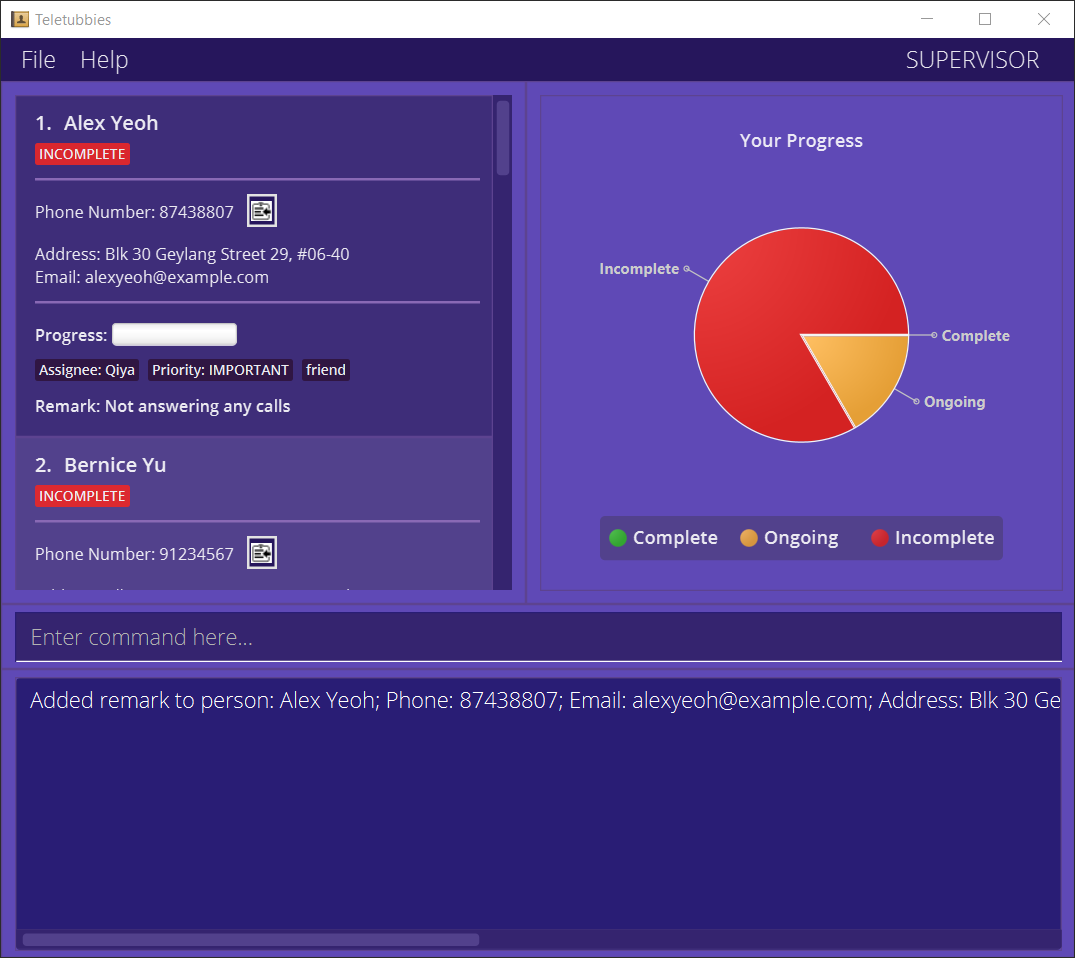 Teletubbies
File Help SUPERVISOR
1. Alex Yeoh
INCOMPLETE
Phone Number: 87438807
Address: Blk 30 Geylang Street 29, #06-40
Email: alexyeoh@example.com
Progress:
Assignee: Qiya Priority: IMPORTANT friend
Remark: Not answering any calls
2. Bernice Yu
INCOMPLETE
Phone Number: 91234567
Your Progress
Incomplete
Complete
Ongoing
Complete Ongoing Incomplete
Enter command here...
Added remark to person: Alex Yeoh; Phone: 87438807; Email: alexyeoh@example.com; Address: Blk 30 Ge